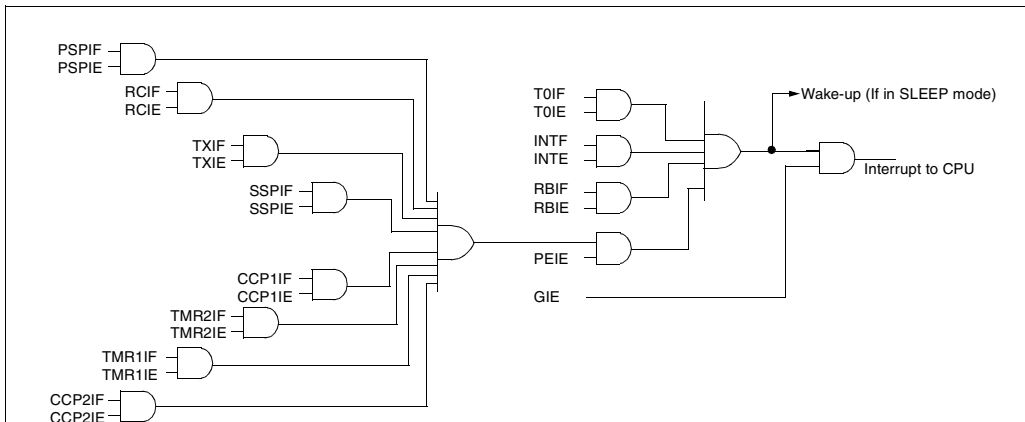 PSPIF
PSPIE
RCIF
RCIE
TXIF
TXIE
SSPIF
SSPIE
CCP1IF
CCP1IE
TMR2IF
TMR2IE
TMR1IF
TMR1IE
CCP2IF
CCP2IE
T0IF
T0IE
INTF
INTE
RBIF
RBIE
PEIE
GIE
Wake-up (If in SLEEP mode)
Interrupt to CPU